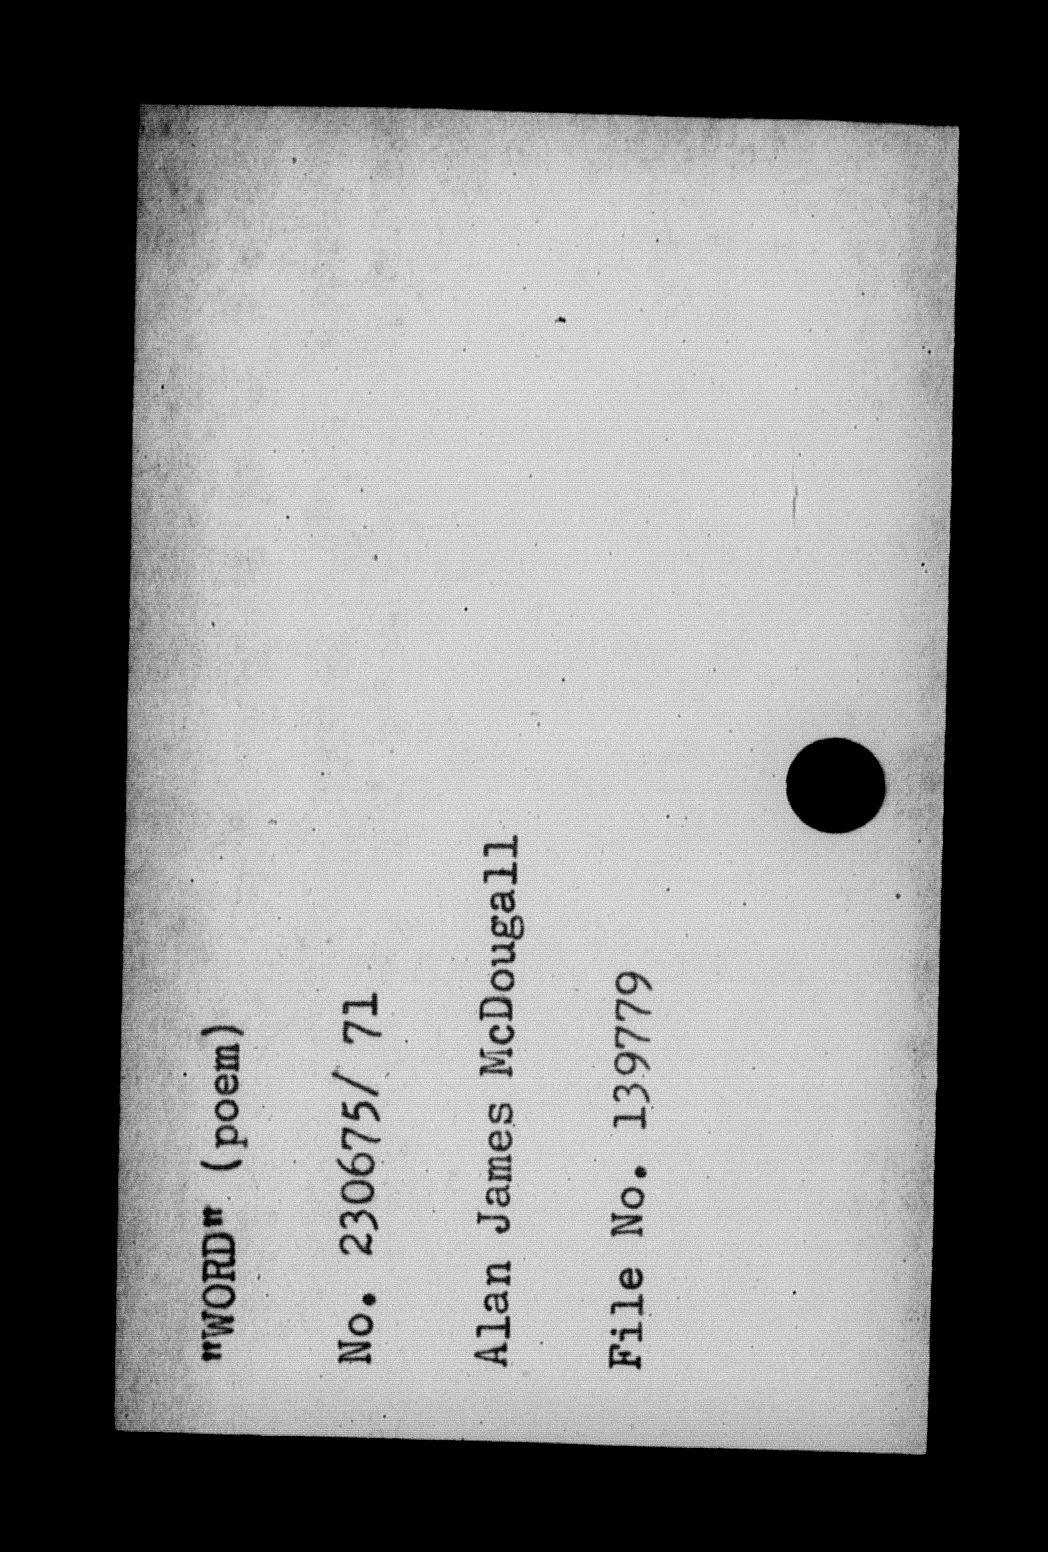 "WORD" (poem)
No. 230675/ 71
Alan James McDougall
File No. 139779